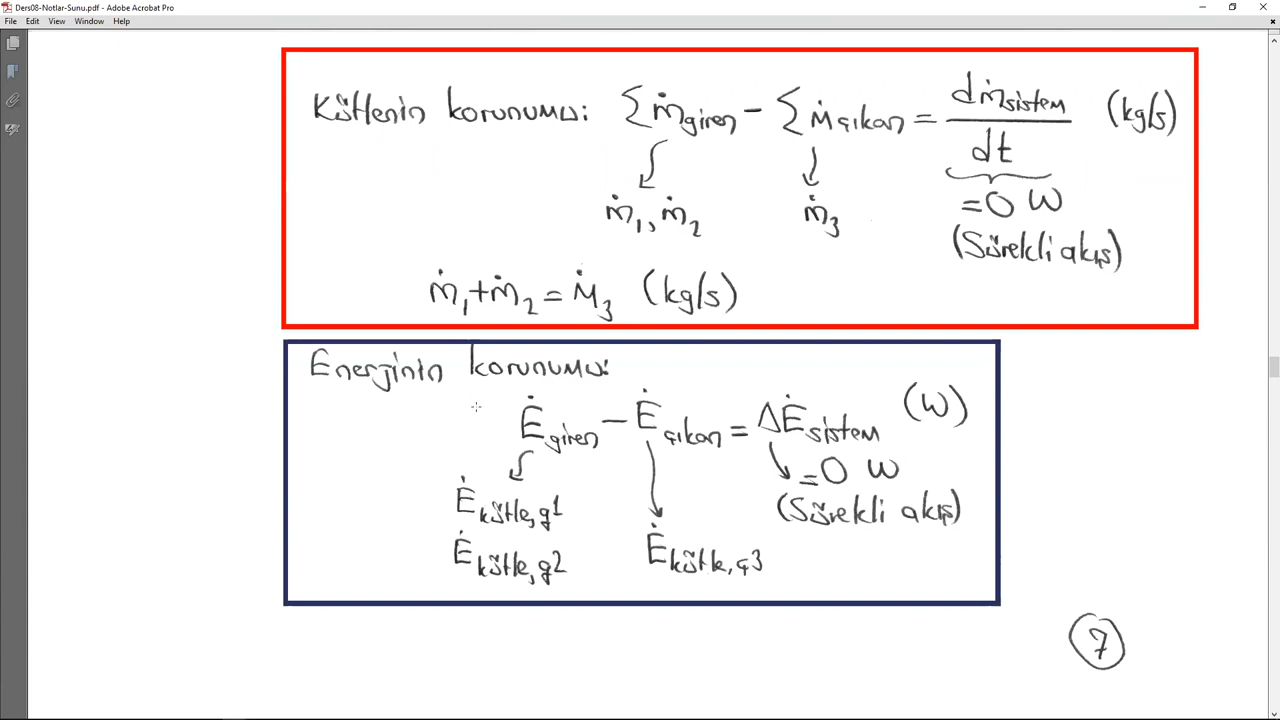 Ders08-Notlar-Sunu.pdf - Adobe Acrobat Pro
File Edit View Window Help
Kütlenin korunumu: Σṁgiren − Σṁçıkan = dṁsistem / dt (kg/s)
ṁ1, ṁ2
ṁ3
=0 W
(Sürekli akış)
ṁ1+ṁ2 = ṁ3 (kg/s)
Enerjinin korunumu:
Ėgiren − Ėçıkan = ΔĖsistem (W)
=0 W
(Sürekli akış)
Ėkütle,g1
Ėkütle,g2
Ėkütle,ç3
7